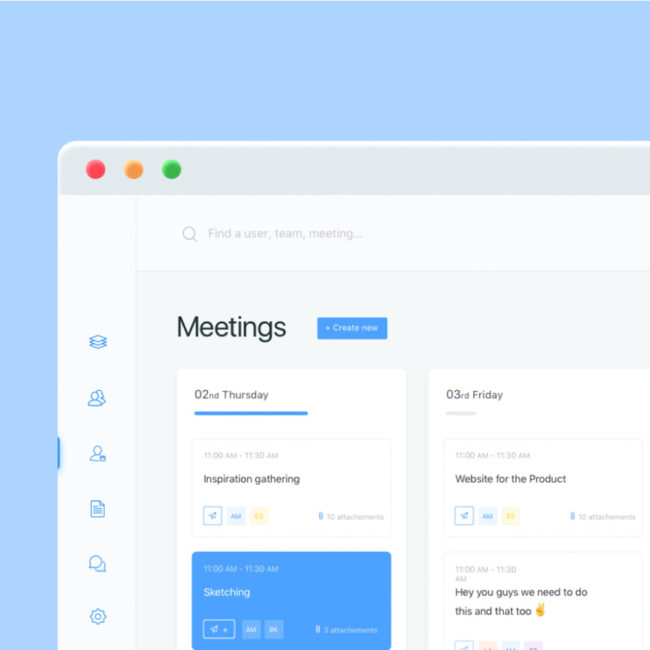 Find a user, team, meeting...
Meetings
+ Create new
02nd Thursday
11:00 AM - 11:30 AM
Inspiration gathering
AM ES 10 attachements
11:00 AM - 11:30 AM
Sketching
+ AM BK 3 attachements
03rd Friday
11:00 AM - 11:30 AM
Website for the Product
AM ES 10 attachements
11:00 AM - 11:30
AM
Hey you guys we need to do
this and that too ✌️